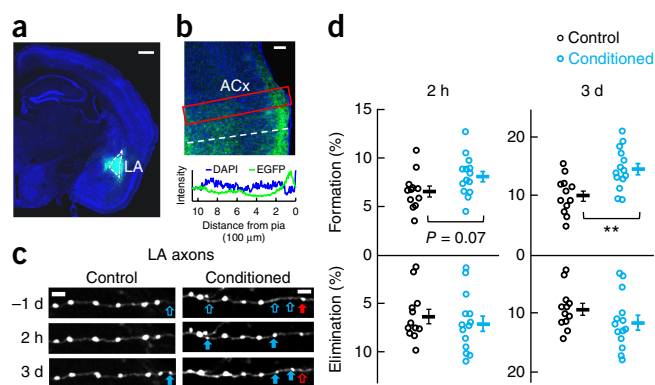 a
LA
b
ACx
DAPI
EGFP
Intensity
10 8 6 4 2 0
Distance from pia
(100 μm)
c
LA axons
Control Conditioned
–1 d
2 h
3 d
d
Control
Conditioned
2 h 3 d
Formation (%)
15
10
5
0
20
10
0
P = 0.07
**
Elimination (%)
5
10
10
20